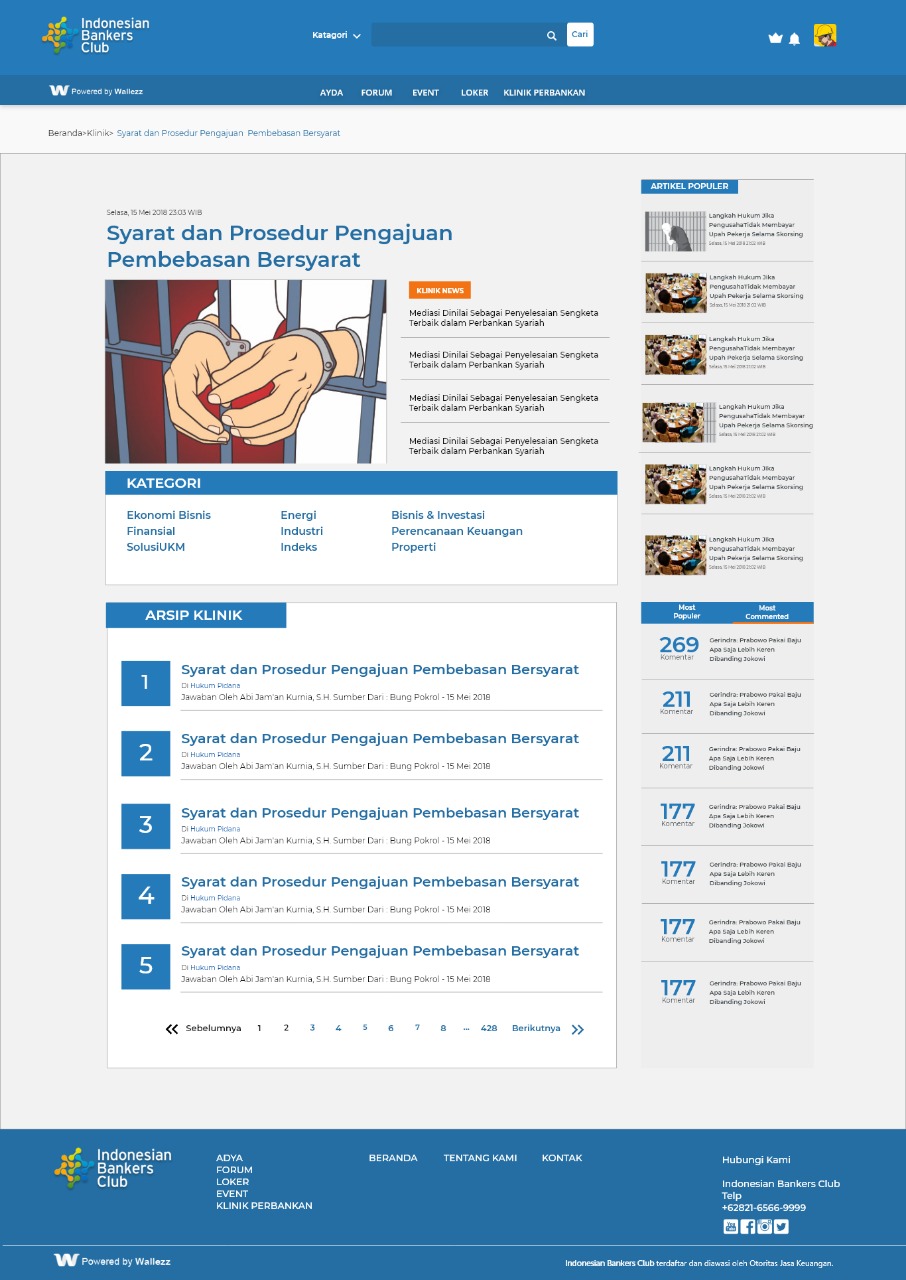 Indonesian
Bankers
Club
Katagori
Cari
Powered by Wallezz
AYDA FORUM EVENT LOKER KLINIK PERBANKAN
Beranda>Klinik> Syarat dan Prosedur Pengajuan Pembebasan Bersyarat
Selasa, 15 Mei 2018 23.03 WIB
Syarat dan Prosedur Pengajuan
Pembebasan Bersyarat
KLINIK NEWS
Mediasi Dinilai Sebagai Penyelesaian Sengketa
Terbaik dalam Perbankan Syariah
Mediasi Dinilai Sebagai Penyelesaian Sengketa
Terbaik dalam Perbankan Syariah
Mediasi Dinilai Sebagai Penyelesaian Sengketa
Terbaik dalam Perbankan Syariah
Mediasi Dinilai Sebagai Penyelesaian Sengketa
Terbaik dalam Perbankan Syariah
KATEGORI
Ekonomi Bisnis Energi Bisnis & Investasi
Finansial Industri Perencanaan Keuangan
SolusiUKM Indeks Properti
ARSIP KLINIK
1
Syarat dan Prosedur Pengajuan Pembebasan Bersyarat
Di Hukum Pidana
Jawaban Oleh Abi Jam'an Kurnia, S.H. Sumber Dari : Bung Pokrol - 15 Mei 2018
2
Syarat dan Prosedur Pengajuan Pembebasan Bersyarat
Di Hukum Pidana
Jawaban Oleh Abi Jam'an Kurnia, S.H. Sumber Dari : Bung Pokrol - 15 Mei 2018
3
Syarat dan Prosedur Pengajuan Pembebasan Bersyarat
Di Hukum Pidana
Jawaban Oleh Abi Jam'an Kurnia, S.H. Sumber Dari : Bung Pokrol - 15 Mei 2018
4
Syarat dan Prosedur Pengajuan Pembebasan Bersyarat
Di Hukum Pidana
Jawaban Oleh Abi Jam'an Kurnia, S.H. Sumber Dari : Bung Pokrol - 15 Mei 2018
5
Syarat dan Prosedur Pengajuan Pembebasan Bersyarat
Di Hukum Pidana
Jawaban Oleh Abi Jam'an Kurnia, S.H. Sumber Dari : Bung Pokrol - 15 Mei 2018
Sebelumnya 1 2 3 4 5 6 7 8 ... 428 Berikutnya
ARTIKEL POPULER
Langkah Hukum Jika
PengusahaTidak Membayar
Upah Pekerja Selama Skorsing
Selasa, 15 Mei 2018 21.02 WIB
Langkah Hukum Jika
PengusahaTidak Membayar
Upah Pekerja Selama Skorsing
Selasa, 15 Mei 2018 21.02 WIB
Langkah Hukum Jika
PengusahaTidak Membayar
Upah Pekerja Selama Skorsing
Selasa, 15 Mei 2018 21.02 WIB
Langkah Hukum Jika
PengusahaTidak Membayar
Upah Pekerja Selama Skorsing
Selasa, 15 Mei 2018 21.02 WIB
Langkah Hukum Jika
PengusahaTidak Membayar
Upah Pekerja Selama Skorsing
Selasa, 15 Mei 2018 21.02 WIB
Langkah Hukum Jika
PengusahaTidak Membayar
Upah Pekerja Selama Skorsing
Selasa, 15 Mei 2018 21.02 WIB
Most
Populer
Most
Commented
269
Komentar
Gerindra: Prabowo Pakai Baju
Apa Saja Lebih Keren
Dibanding Jokowi
211
Komentar
Gerindra: Prabowo Pakai Baju
Apa Saja Lebih Keren
Dibanding Jokowi
211
Komentar
Gerindra: Prabowo Pakai Baju
Apa Saja Lebih Keren
Dibanding Jokowi
177
Komentar
Gerindra: Prabowo Pakai Baju
Apa Saja Lebih Keren
Dibanding Jokowi
177
Komentar
Gerindra: Prabowo Pakai Baju
Apa Saja Lebih Keren
Dibanding Jokowi
177
Komentar
Gerindra: Prabowo Pakai Baju
Apa Saja Lebih Keren
Dibanding Jokowi
177
Komentar
Gerindra: Prabowo Pakai Baju
Apa Saja Lebih Keren
Dibanding Jokowi
Indonesian
Bankers
Club
ADYA
FORUM
LOKER
EVENT
KLINIK PERBANKAN
BERANDA TENTANG KAMI KONTAK
Hubungi Kami
Indonesian Bankers Club
Telp
+62821-6566-9999
Powered by Wallezz
Indonesian Bankers Club terdaftar dan diawasi oleh Otoritas Jasa Keuangan.